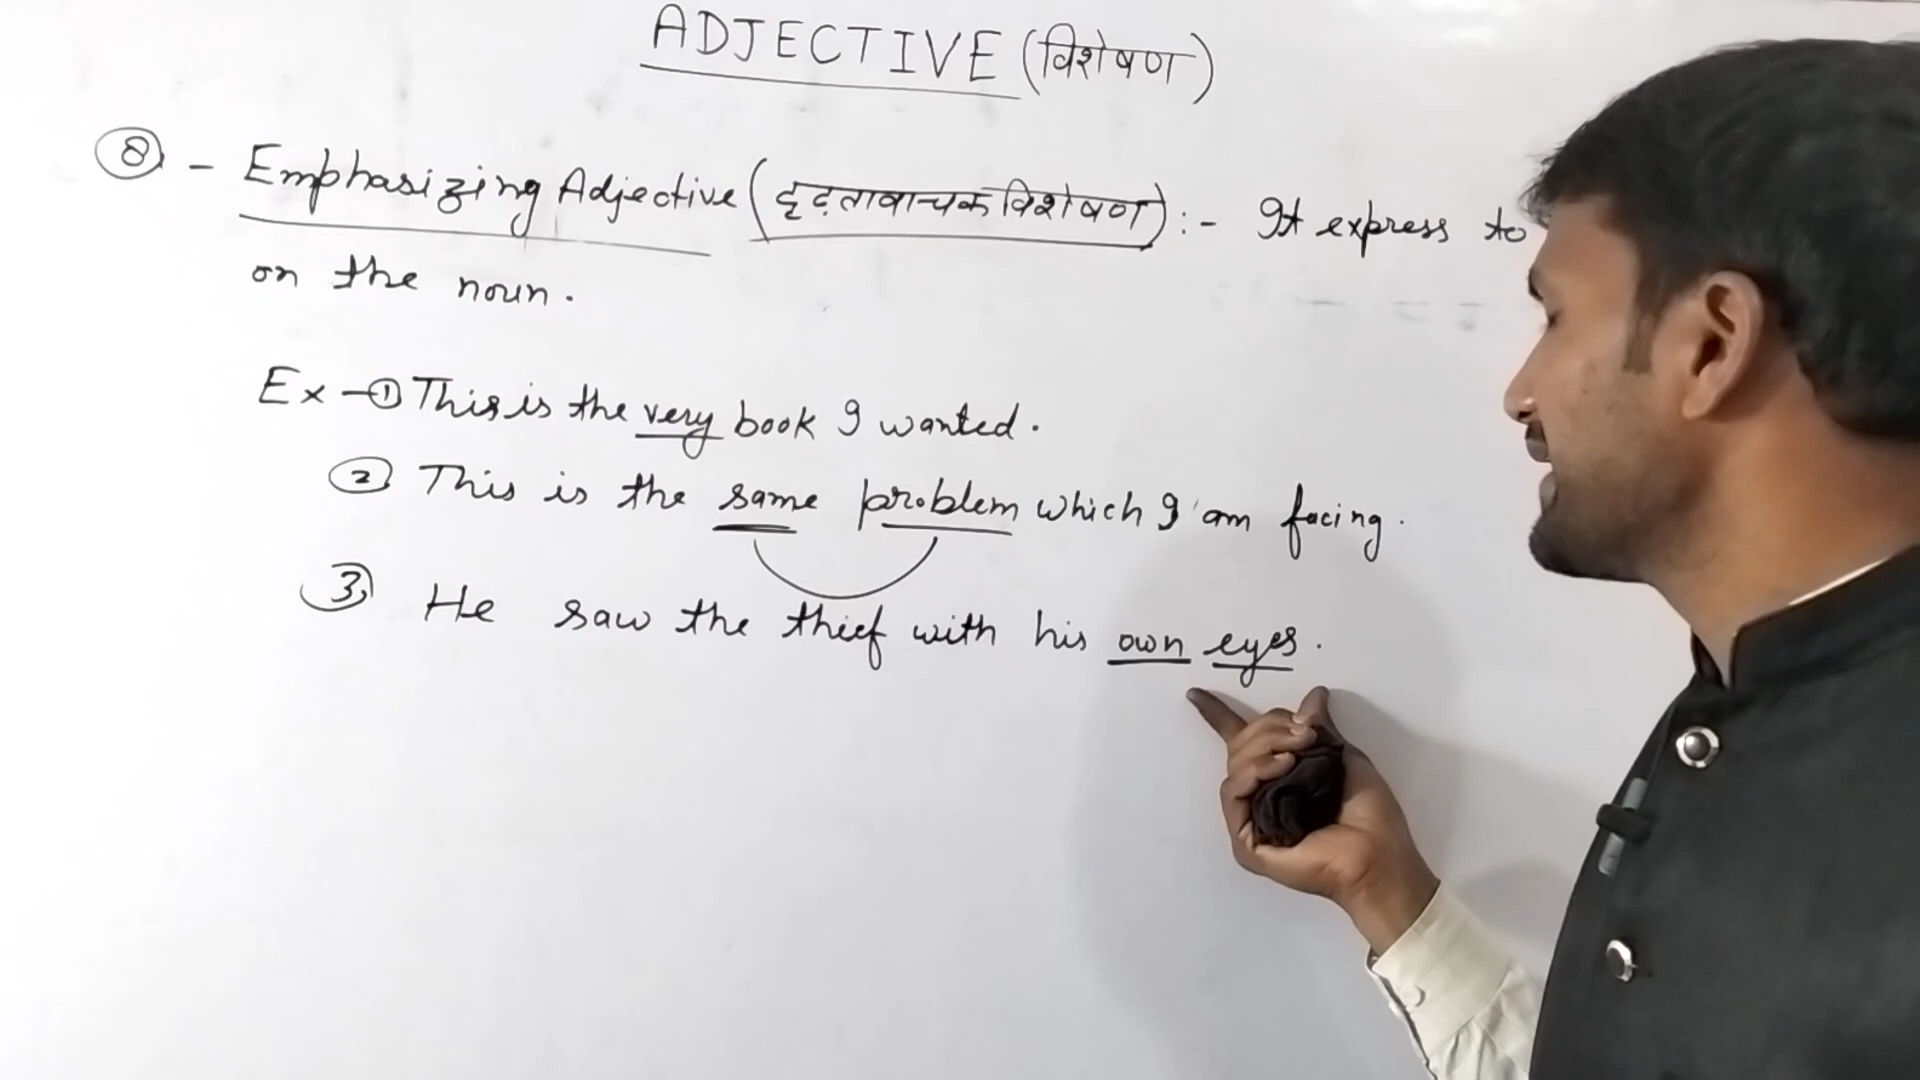 ADJECTIVE (विशेषण)
⑧ - Emphasizing Adjective (दृढ़तावाचक विशेषण) :- It express to
on the noun.
Ex - ① This is the very book I wanted.
② This is the same problem which I am facing.
③ He saw the thief with his own eyes.